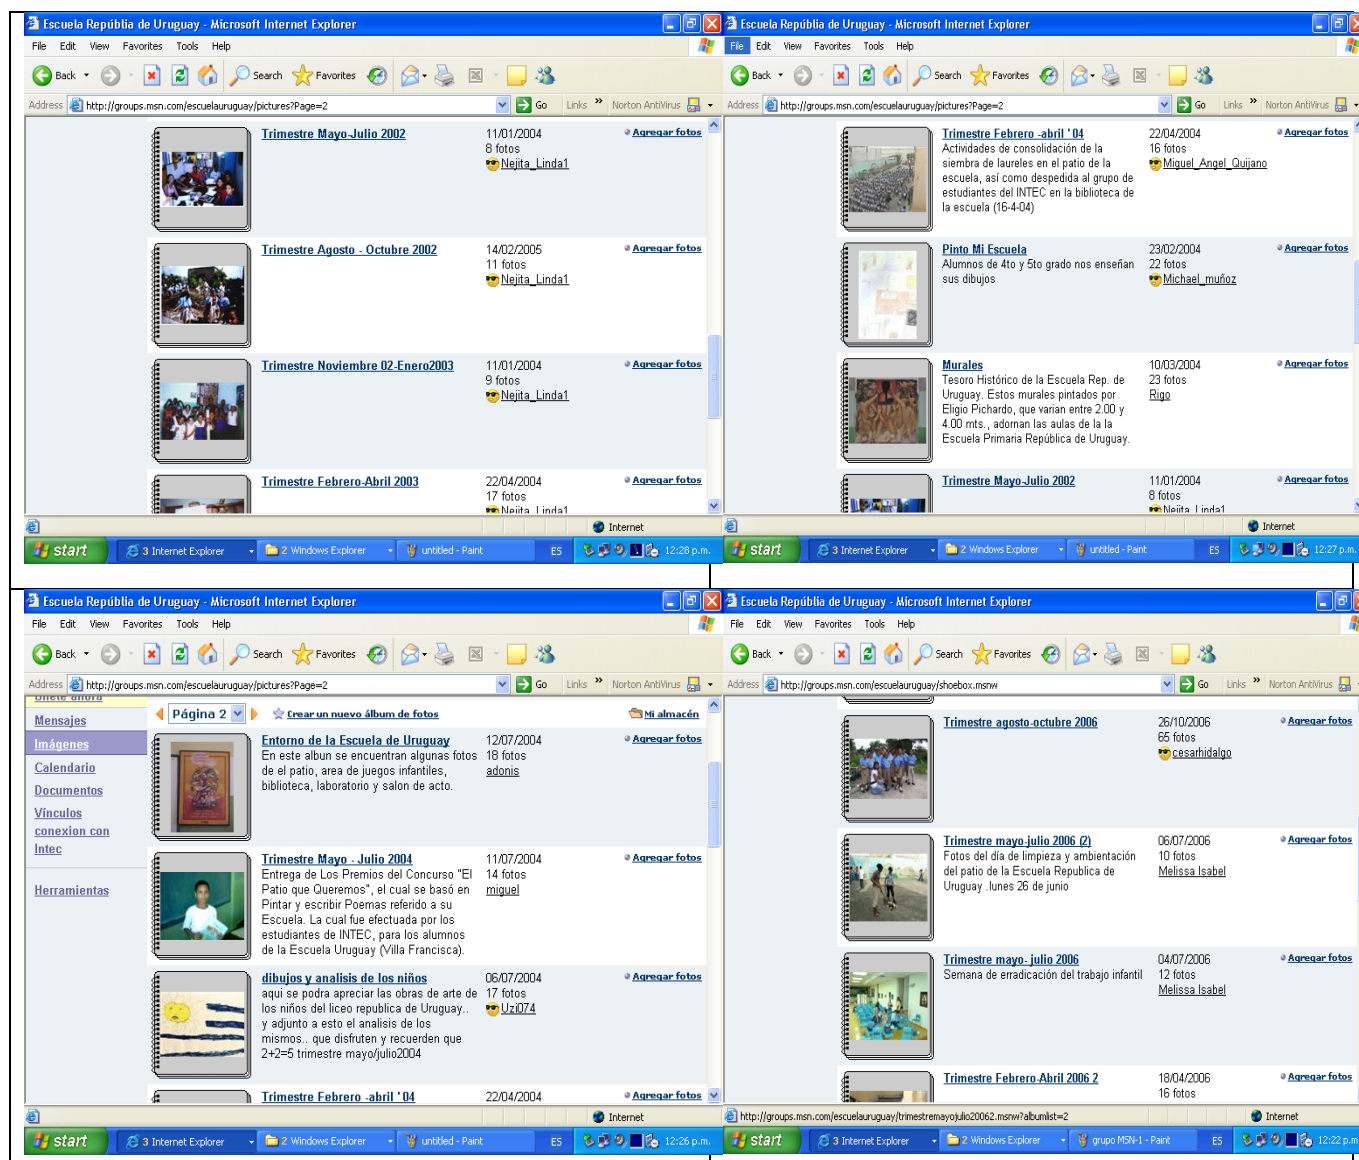 Escuela Repúblia de Uruguay - Microsoft Internet Explorer
File Edit View Favorites Tools Help
Back Search Favorites
Address http://groups.msn.com/escuelauruguay/pictures?Page=2 Go Links » Norton AntiVirus
Trimestre Mayo-Julio 2002 11/01/2004 Agregar fotos
8 fotos
Nejita_Linda1
Trimestre Agosto - Octubre 2002 14/02/2005 Agregar fotos
11 fotos
Nejita_Linda1
Trimestre Noviembre 02-Enero2003 11/01/2004 Agregar fotos
9 fotos
Nejita_Linda1
Trimestre Febrero-Abril 2003 22/04/2004 Agregar fotos
17 fotos
Nejita_Linda1
Internet
start 3 Internet Explorer 2 Windows Explorer untitled - Paint ES 12:28 p.m.
Escuela Repúblia de Uruguay - Microsoft Internet Explorer
File Edit View Favorites Tools Help
Back Search Favorites
Address http://groups.msn.com/escuelauruguay/pictures?Page=2 Go Links » Norton AntiVirus
Trimestre Febrero -abril '04 22/04/2004 Agregar fotos
Actividades de consolidación de la 16 fotos
siembra de laureles en el patio de la Miguel_Angel_Quijano
escuela, así como despedida al grupo de
estudiantes del INTEC en la biblioteca de
la escuela (16-4-04)
Pinto Mi Escuela 23/02/2004 Agregar fotos
Alumnos de 4to y 5to grado nos enseñan 22 fotos
sus dibujos Michael_muñoz
Murales 10/03/2004 Agregar fotos
Tesoro Histórico de la Escuela Rep. de 23 fotos
Uruguay. Estos murales pintados por Rigo
Eligio Pichardo, que varian entre 2.00 y
4.00 mts., adornan las aulas de la la
Escuela Primaria República de Uruguay.
Trimestre Mayo-Julio 2002 11/01/2004 Agregar fotos
8 fotos
Nejita_Linda1
Internet
start 3 Internet Explorer 2 Windows Explorer untitled - Paint ES 12:27 p.m.
Escuela Repúblia de Uruguay - Microsoft Internet Explorer
File Edit View Favorites Tools Help
Back Search Favorites
Address http://groups.msn.com/escuelauruguay/pictures?Page=2 Go Links » Norton AntiVirus
Únete ahora
Mensajes
Imágenes
Calendario
Documentos
Vínculos
conexion con
Intec
Herramientas
Página 2 Crear un nuevo álbum de fotos Mi almacén
Entorno de la Escuela de Uruguay 12/07/2004 Agregar fotos
En este albun se encuentran algunas fotos 18 fotos
de el patio, area de juegos infantiles, adonis
biblioteca, laboratorio y salon de acto.
Trimestre Mayo - Julio 2004 11/07/2004 Agregar fotos
Entrega de Los Premios del Concurso "El 14 fotos
Patio que Queremos", el cual se basó en miguel
Pintar y escribir Poemas referido a su
Escuela. La cual fue efectuada por los
estudiantes de INTEC, para los alumnos
de la Escuela Uruguay (Villa Francisca).
dibujos y analisis de los niños 06/07/2004 Agregar fotos
aqui se podra apreciar las obras de arte de 17 fotos
los niños del liceo republica de Uruguay.. Uzi074
y adjunto a esto el analisis de los
mismos.. que disfruten y recuerden que
2+2=5 trimestre mayo/julio2004
Trimestre Febrero -abril '04 22/04/2004 Agregar fotos
Internet
start 3 Internet Explorer 2 Windows Explorer untitled - Paint ES 12:26 p.m.
Escuela Repúblia de Uruguay - Microsoft Internet Explorer
File Edit View Favorites Tools Help
Back Search Favorites
Address http://groups.msn.com/escuelauruguay/shoebox.msnw Go Links » Norton AntiVirus
Trimestre agosto-octubre 2006 26/10/2006 Agregar fotos
65 fotos
cesarhidalgo
Trimestre mayo-julio 2006 (2) 06/07/2006 Agregar fotos
Fotos del día de limpieza y ambientación 10 fotos
del patio de la Escuela Republica de Melissa Isabel
Uruguay .lunes 26 de junio
Trimestre mayo- julio 2006 04/07/2006 Agregar fotos
Semana de erradicación del trabajo infantil 12 fotos
Melissa Isabel
Trimestre Febrero-Abril 2006 2 18/04/2006 Agregar fotos
16 fotos
http://groups.msn.com/escuelauruguay/trimestremayojulio20062.msnw?albumlist=2 Internet
start 3 Internet Explorer 2 Windows Explorer grupo MSN-1 - Paint ES 12:22 p.m